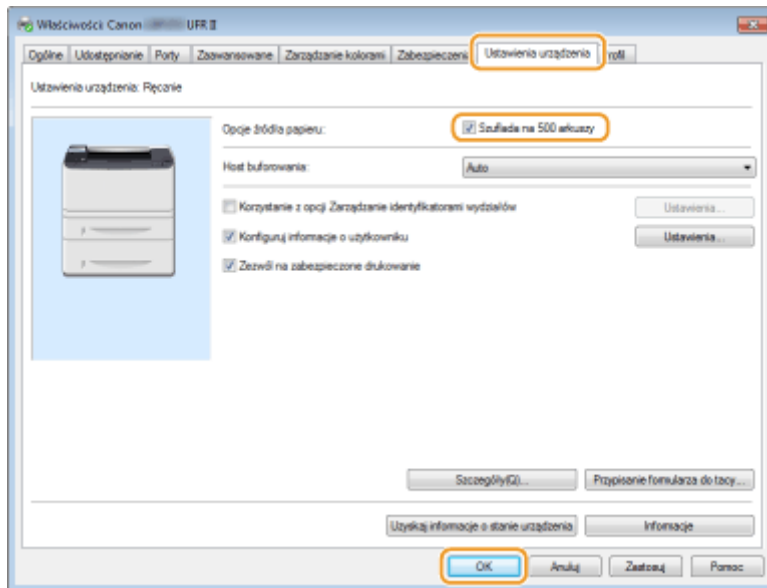 Właściwości: Canon UFR II
Ogólne Udostępnianie Porty Zaawansowane Zarządzanie kolorami Zabezpieczeni Ustawienia urządzenia rofil
Ustawienia urządzenia: Ręcznie
Opcje źródła papieru: Szuflada na 500 arkuszy
Host buforowania: Auto
Korzystanie z opcji Zarządzanie identyfikatorami wydziałów Ustawienia...
Konfiguruj informacje o użytkowniku Ustawienia...
Zezwól na zabezpieczone drukowanie
Szczegóły(Q)... Przypisanie formularza do tacy...
Uzyskaj informacje o stanie urządzenia Informacje
OK Anuluj Zastosuj Pomoc